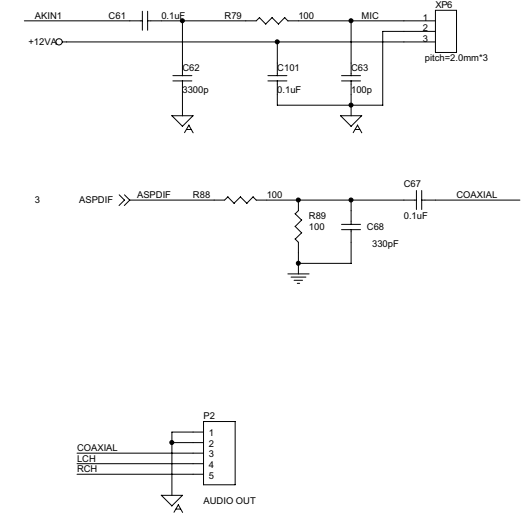 XP6
AKIN1 C61 0.1uF R79 100 MIC 1
2
+12VA 3
pitch=2.0mm*3
C62 C101 C63
3300p 0.1uF 100p
A A
C67
3 ASPDIF ASPDIF R88 100 COAXIAL
0.1uF
R89
100 C68
330pF
P2
1
2
COAXIAL 3
LCH 4
RCH 5
A AUDIO OUT